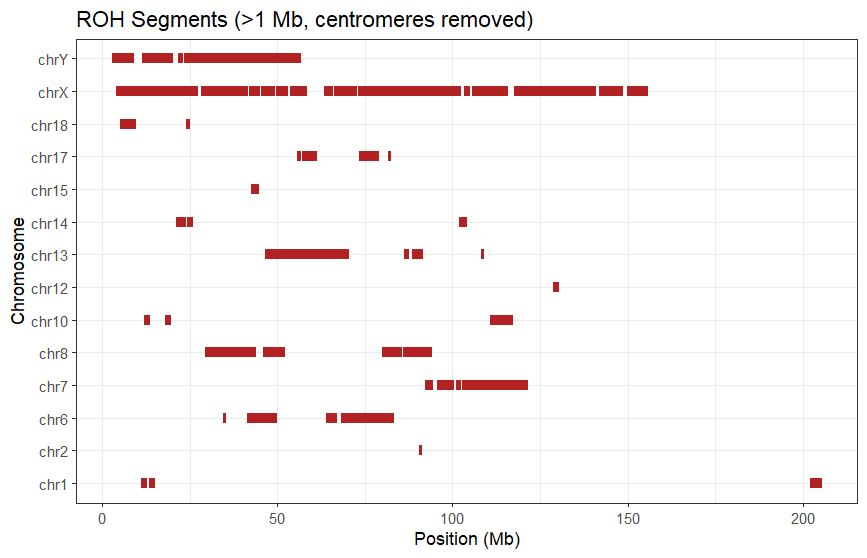 ROH Segments (>1 Mb, centromeres removed)
Chromosome
chrY
chrX
chr18
chr17
chr15
chr14
chr13
chr12
chr10
chr8
chr7
chr6
chr2
chr1
0 50 100 150 200
Position (Mb)